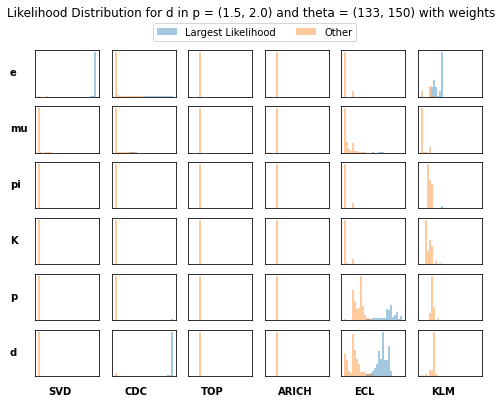 Likelihood Distribution for d in p = (1.5, 2.0) and theta = (133, 150) with weights
Largest Likelihood Other
e
mu
pi
K
p
d
SVD CDC TOP ARICH ECL KLM